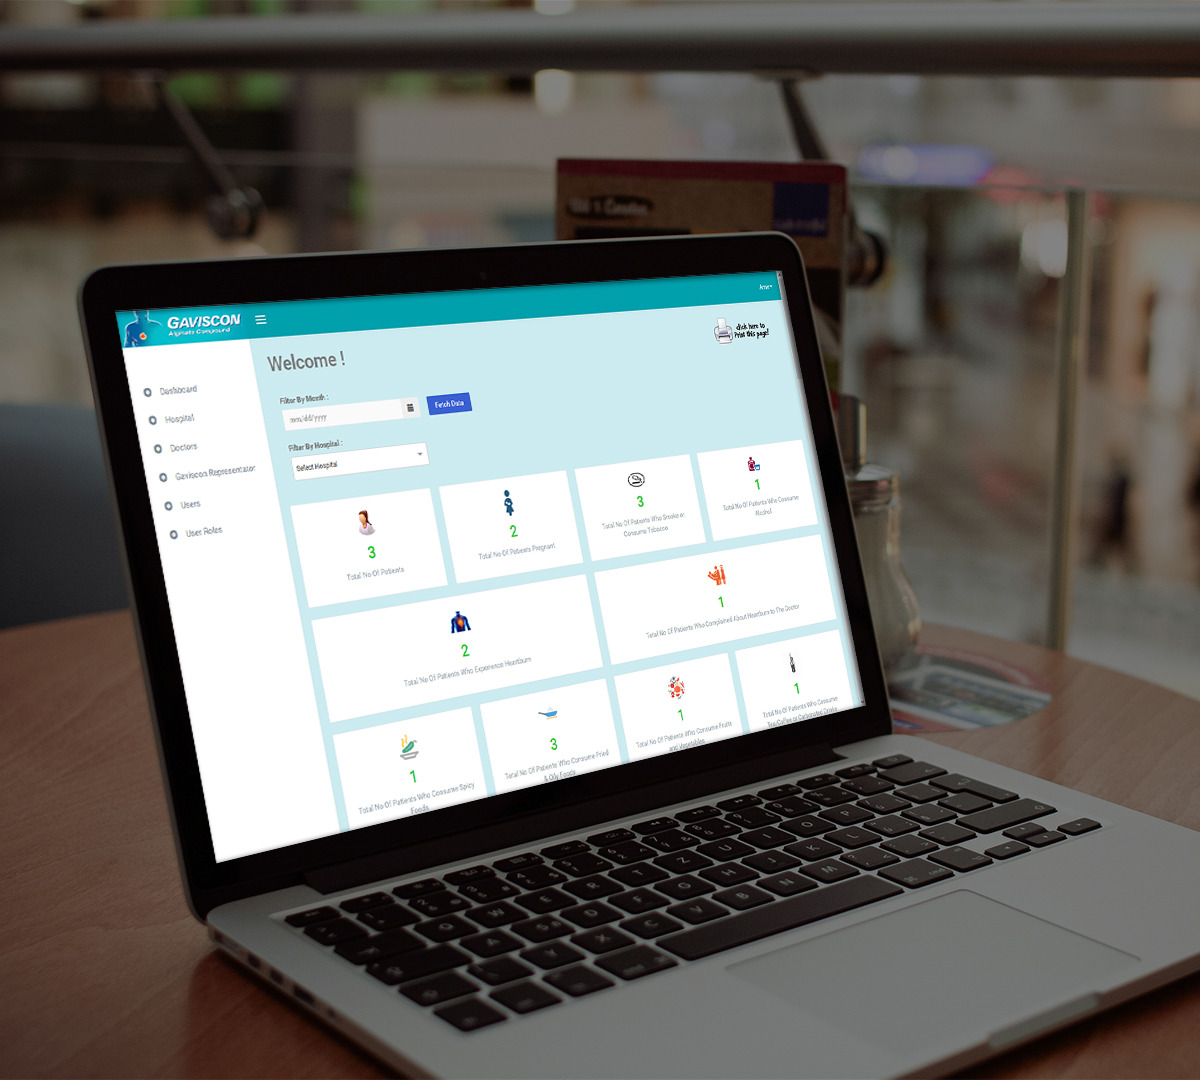 GAVISCON
Alginate Compound
click here to
Print this page!
Welcome !
Dashboard
Hospital
Doctors
Gaviscon Representator
Users
User Roles
Filter By Month :
mm/dd/yyyy
Fetch Data
Filter By Hospital :
Select Hospital
3
Total No Of Patients
2
Total No Of Patients Pregnant
3
Total No Of Patients Who Smoke or
Consume Tobacco
1
Total No Of Patients Who Consume
Alcohol
2
Total No Of Patients Who Experience Heartburn
1
Total No Of Patients Who Complained About Heartburn to The Doctor
1
Total No Of Patients Who Consume Spicy
Foods
3
Total No Of Patients Who Consume Fried
& Oily Foods
1
Total No Of Patients Who Consume Fruits
and Vegetables
1
Total No Of Patients Who Consume
Tea/Coffee or Carbonated Drinks